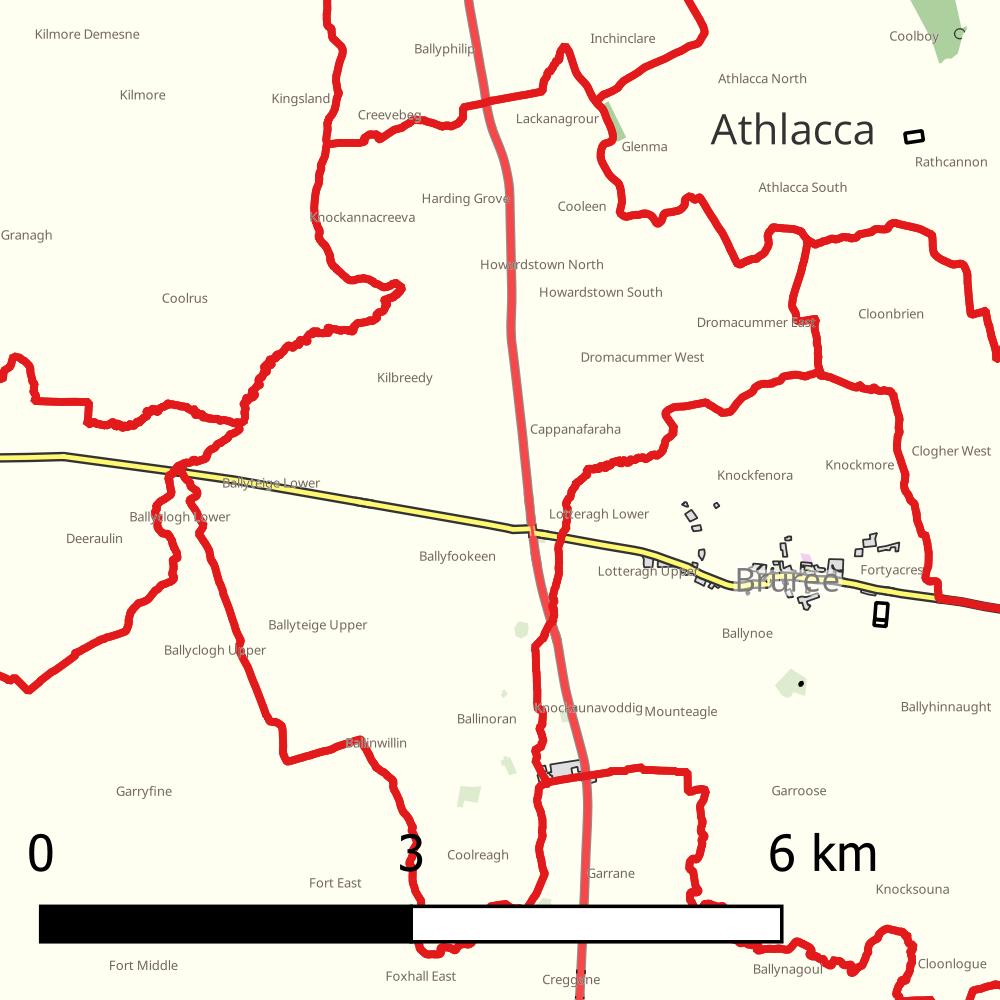 Kilmore Demesne
Inchinclare
Coolboy
Ballyphilip
Athlacca North
Kilmore
Kingsland
Creevebeg
Lackanagrour
Athlacca
Glenma
Rathcannon
Athlacca South
Harding Grove
Cooleen
Knockannacreeva
Granagh
Howardstown North
Howardstown South
Coolrus
Cloonbrien
Dromacummer East
Dromacummer West
Kilbreedy
Cappanafaraha
Clogher West
Knockmore
Knockfenora
Ballyteige Lower
Ballyclogh Lower
Lotteragh Lower
Deeraulin
Ballyfookeen
Lotteragh Upper
Fortyacres
Bruree
Ballyteige Upper
Ballynoe
Ballyclogh Upper
Ballyhinnaught
Knockaunavoddig
Mounteagle
Ballinoran
Ballinwillin
Garryfine
Garroose
0 3 6 km
Coolreagh
Garrane
Fort East
Knocksouna
Fort Middle
Cloonlogue
Ballynagoul
Foxhall East
Creggane